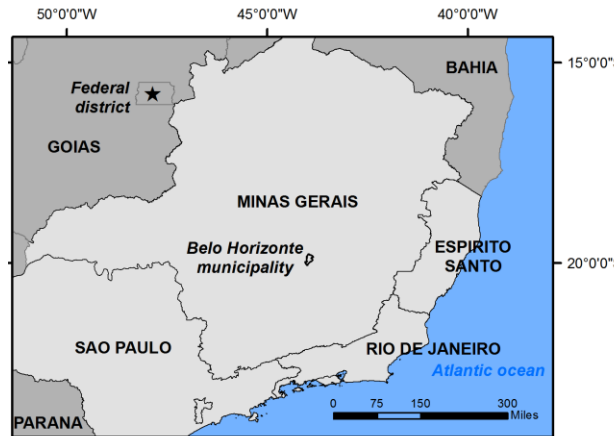 50°0'0"W
45°0'0"W
40°0'0"W
15°0'0"S
BAHIA
Federal
district
GOIAS
MINAS GERAIS
Belo Horizonte
municipality
ESPIRITO
SANTO
20°0'0"S
SAO PAULO
RIO DE JANEIRO
Atlantic ocean
PARANA
0 75 150 300
Miles